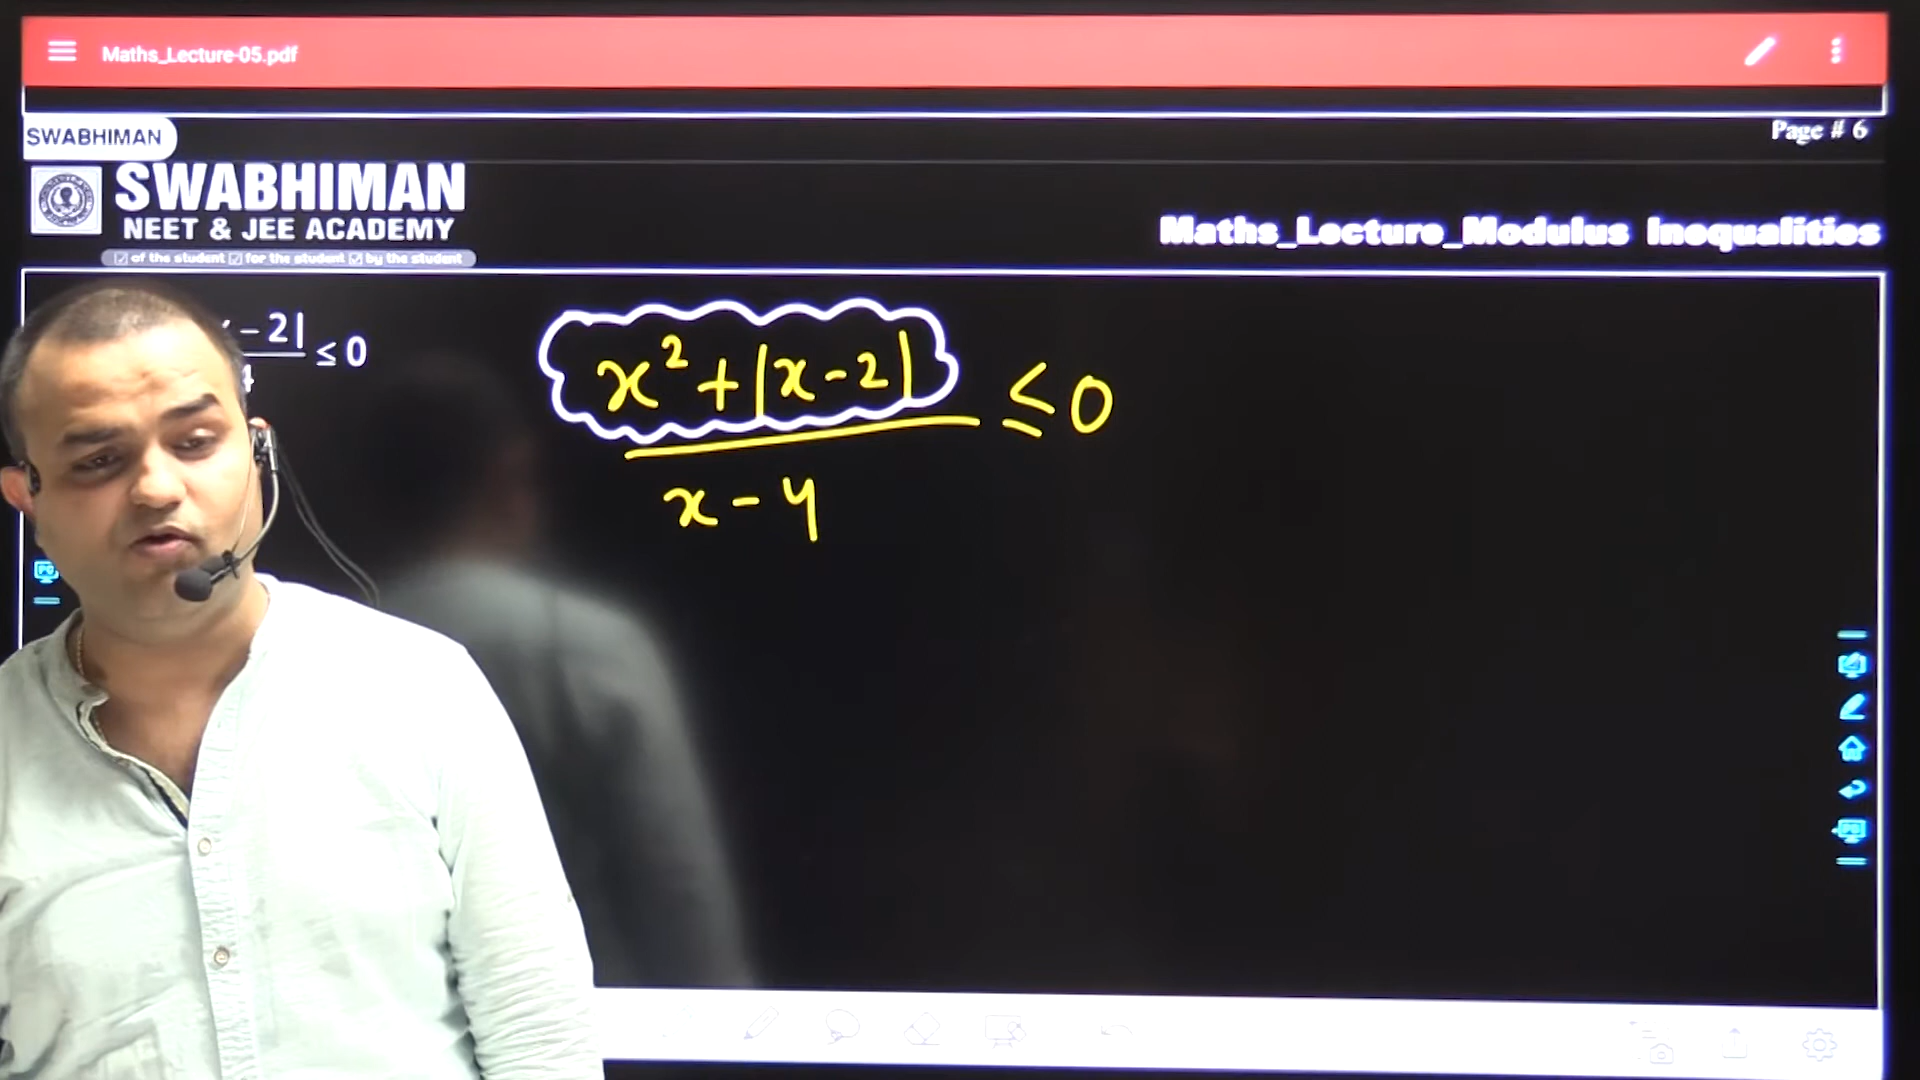 Maths_Lecture-05.pdf
SWABHIMAN
Page # 6
SWABHIMAN
NEET & JEE ACADEMY
☑ of the student ☑ for the student ☑ by the student
Maths_Lecture_Modulus Inequalities
- 2| ≤ 0
4
x² + |x - 2| ≤ 0
x - 4